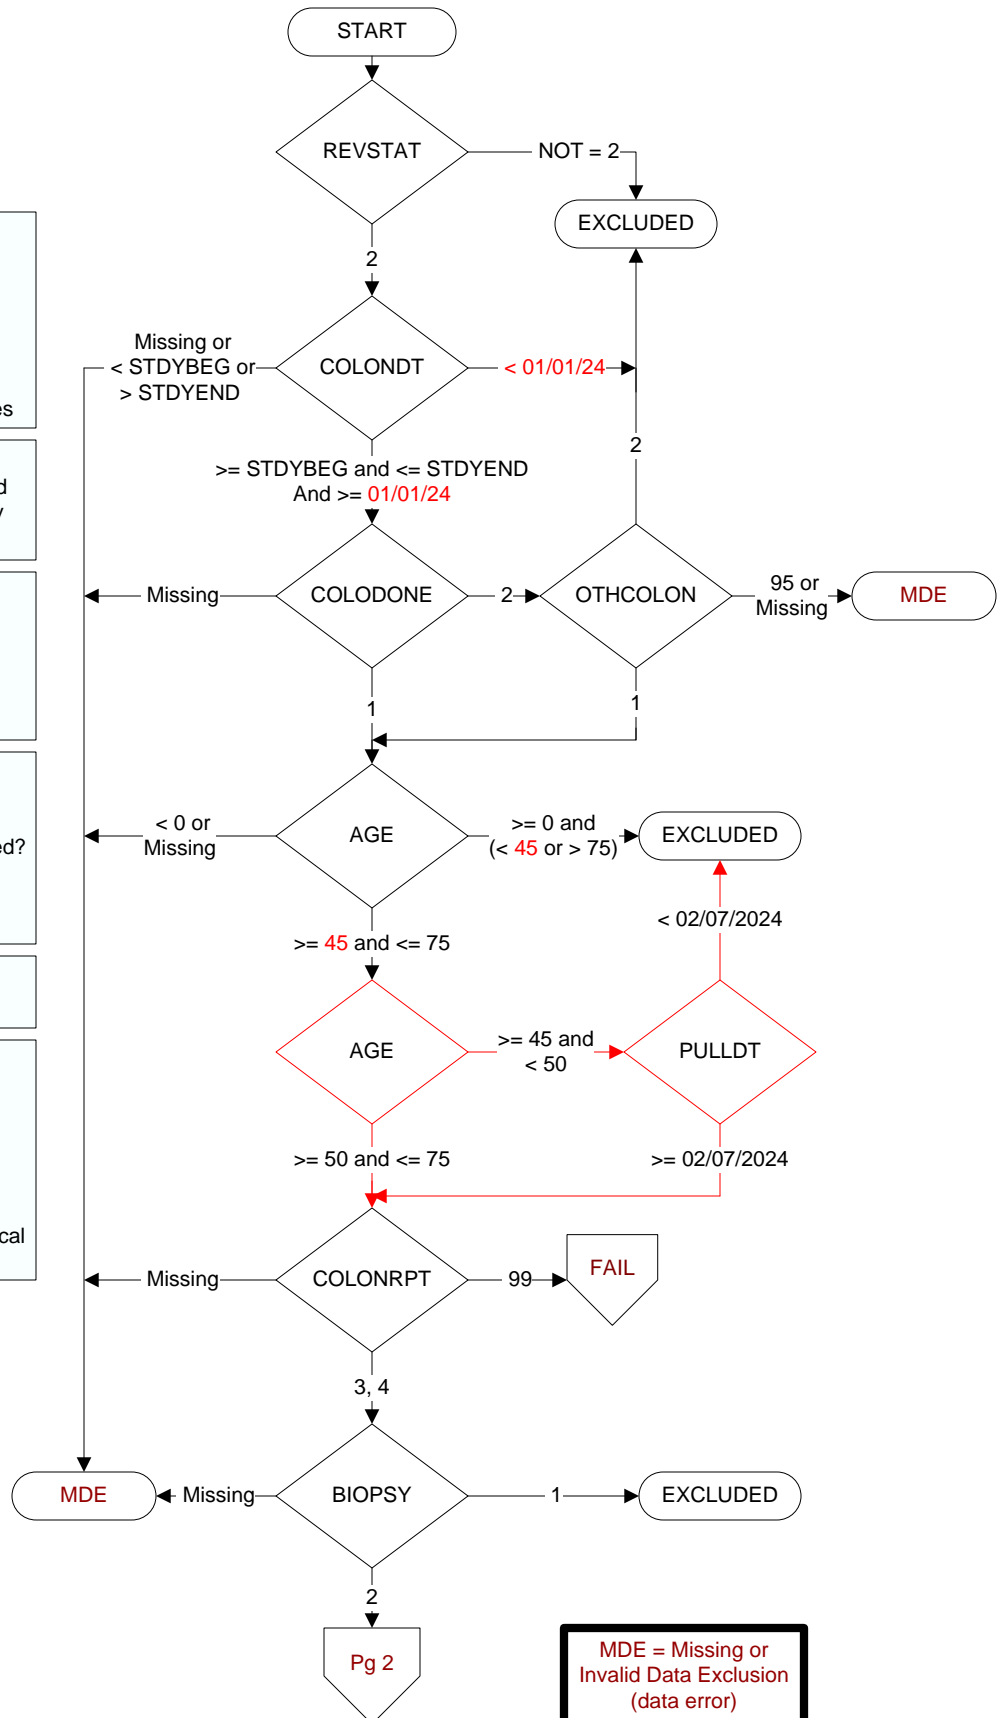 START
REVSTAT
NOT = 2
EXCLUDED
2
Missing or
< STDYBEG or
> STDYEND
COLONDT
< 01/01/24
es
2
>= STDYBEG and <= STDYEND
And >= 01/01/24
d
y
Missing
COLODONE
2
OTHCOLON
95 or
Missing
MDE
1
1
< 0 or
Missing
AGE
>= 0 and
(< 45 or > 75)
EXCLUDED
ed?
< 02/07/2024
>= 45 and <= 75
AGE
>= 45 and
< 50
PULLDT
>= 50 and <= 75
>= 02/07/2024
cal
Missing
COLONRPT
99
FAIL
3, 4
MDE
Missing
BIOPSY
1
EXCLUDED
2
Pg 2
MDE = Missing or
Invalid Data Exclusion
(data error)